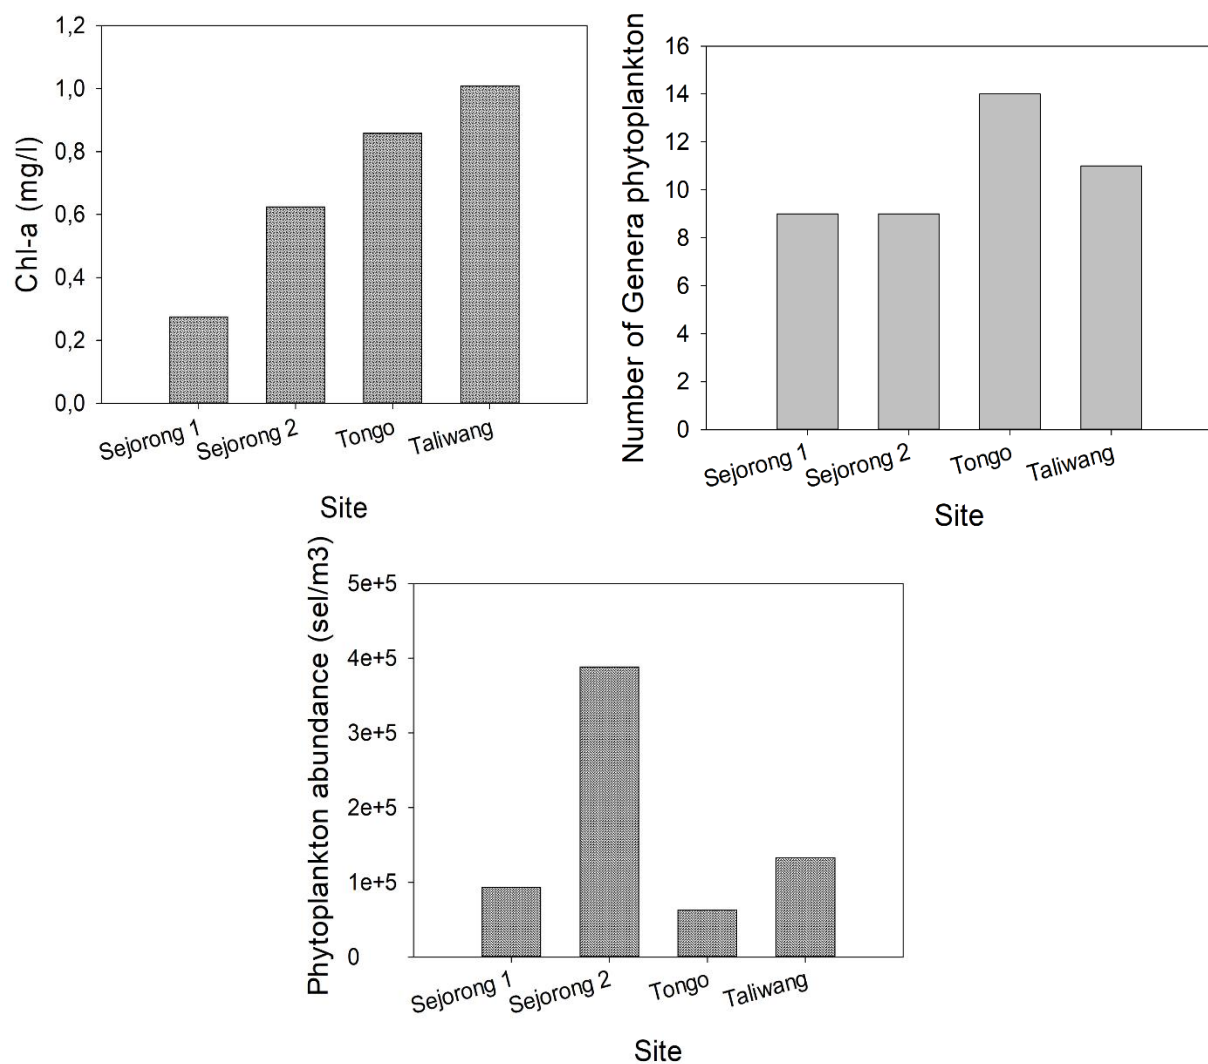 Chl-a (mg/l)
1,2
1,0
0,8
0,6
0,4
0,2
0,0
Sejorong 1
Sejorong 2
Tongo
Taliwang
Site
Number of Genera phytoplankton
16
14
12
10
8
6
4
2
0
Sejorong 1
Sejorong 2
Tongo
Taliwang
Site
Phytoplankton abundance (sel/m3)
5e+5
4e+5
3e+5
2e+5
1e+5
0
Sejorong 1
Sejorong 2
Tongo
Taliwang
Site